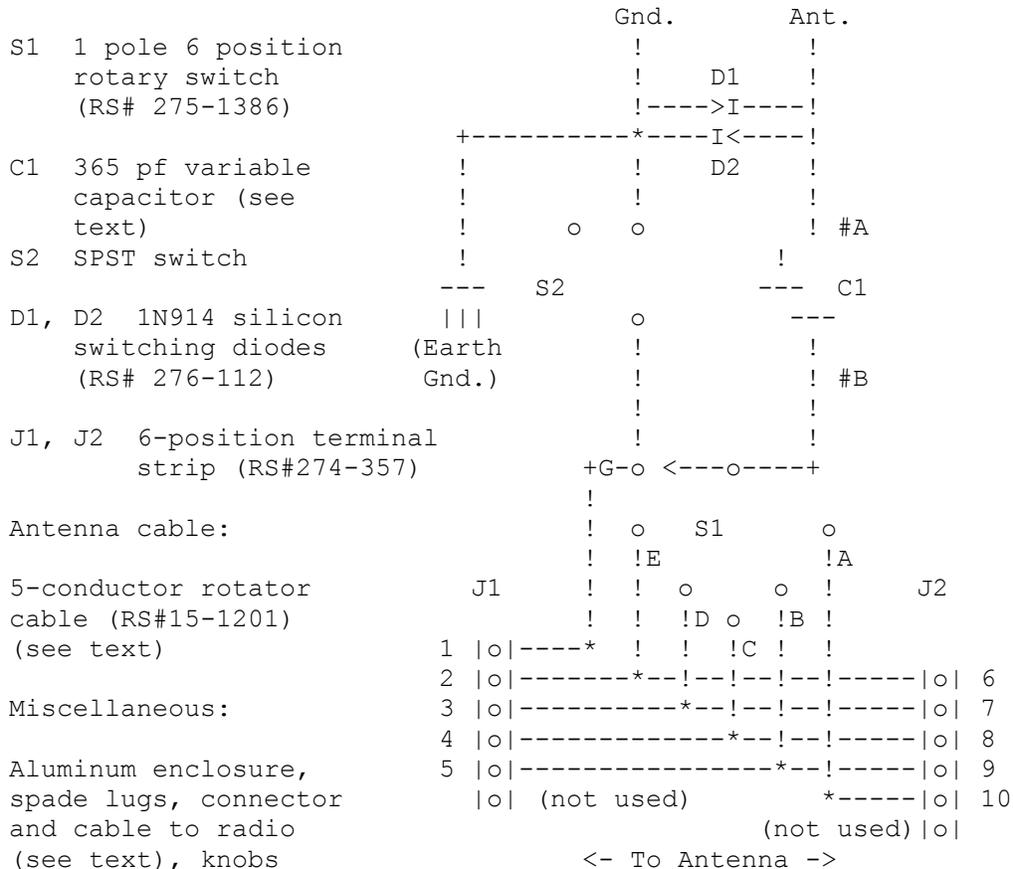 Gnd.       Ant.
S1  1 pole 6 position                  !          !
    rotary switch                      !    D1    !
    (RS# 275-1386)                     !---->I----!
                            +----------*----I<----!
C1  365 pf variable         !          !    D2    !
    capacitor (see          !          !          !
    text)                   !      o   o          ! #A
S2  SPST switch             !                   !
                           ---   S2            ---  C1
D1, D2  1N914 silicon      |||         o         ---
    switching diodes     (Earth        !          !
    (RS# 276-112)         Gnd.)        !          ! #B
                                       !          !
J1, J2  6-position terminal            !          !
        strip (RS#274-357)          +G-o <---o----+
                                    !
Antenna cable:                      !  o   S1      o
                                    !  !E          !A
5-conductor rotator          J1     !  !  o     o  !     J2
cable (RS#15-1201)                  !  !  !D o  !B !
(see text)                 1 |o|----*  !  !  !C !  !
                           2 |o|-------*--!--!--!--!-----|o| 6
Miscellaneous:             3 |o|----------*--!--!--!-----|o| 7
                           4 |o|-------------*--!--!-----|o| 8
Aluminum enclosure,        5 |o|----------------*--!-----|o| 9
spade lugs, connector        |o| (not used)        *-----|o| 10
and cable to radio                             (not used)|o|
(see text), knobs                   <- To Antenna ->